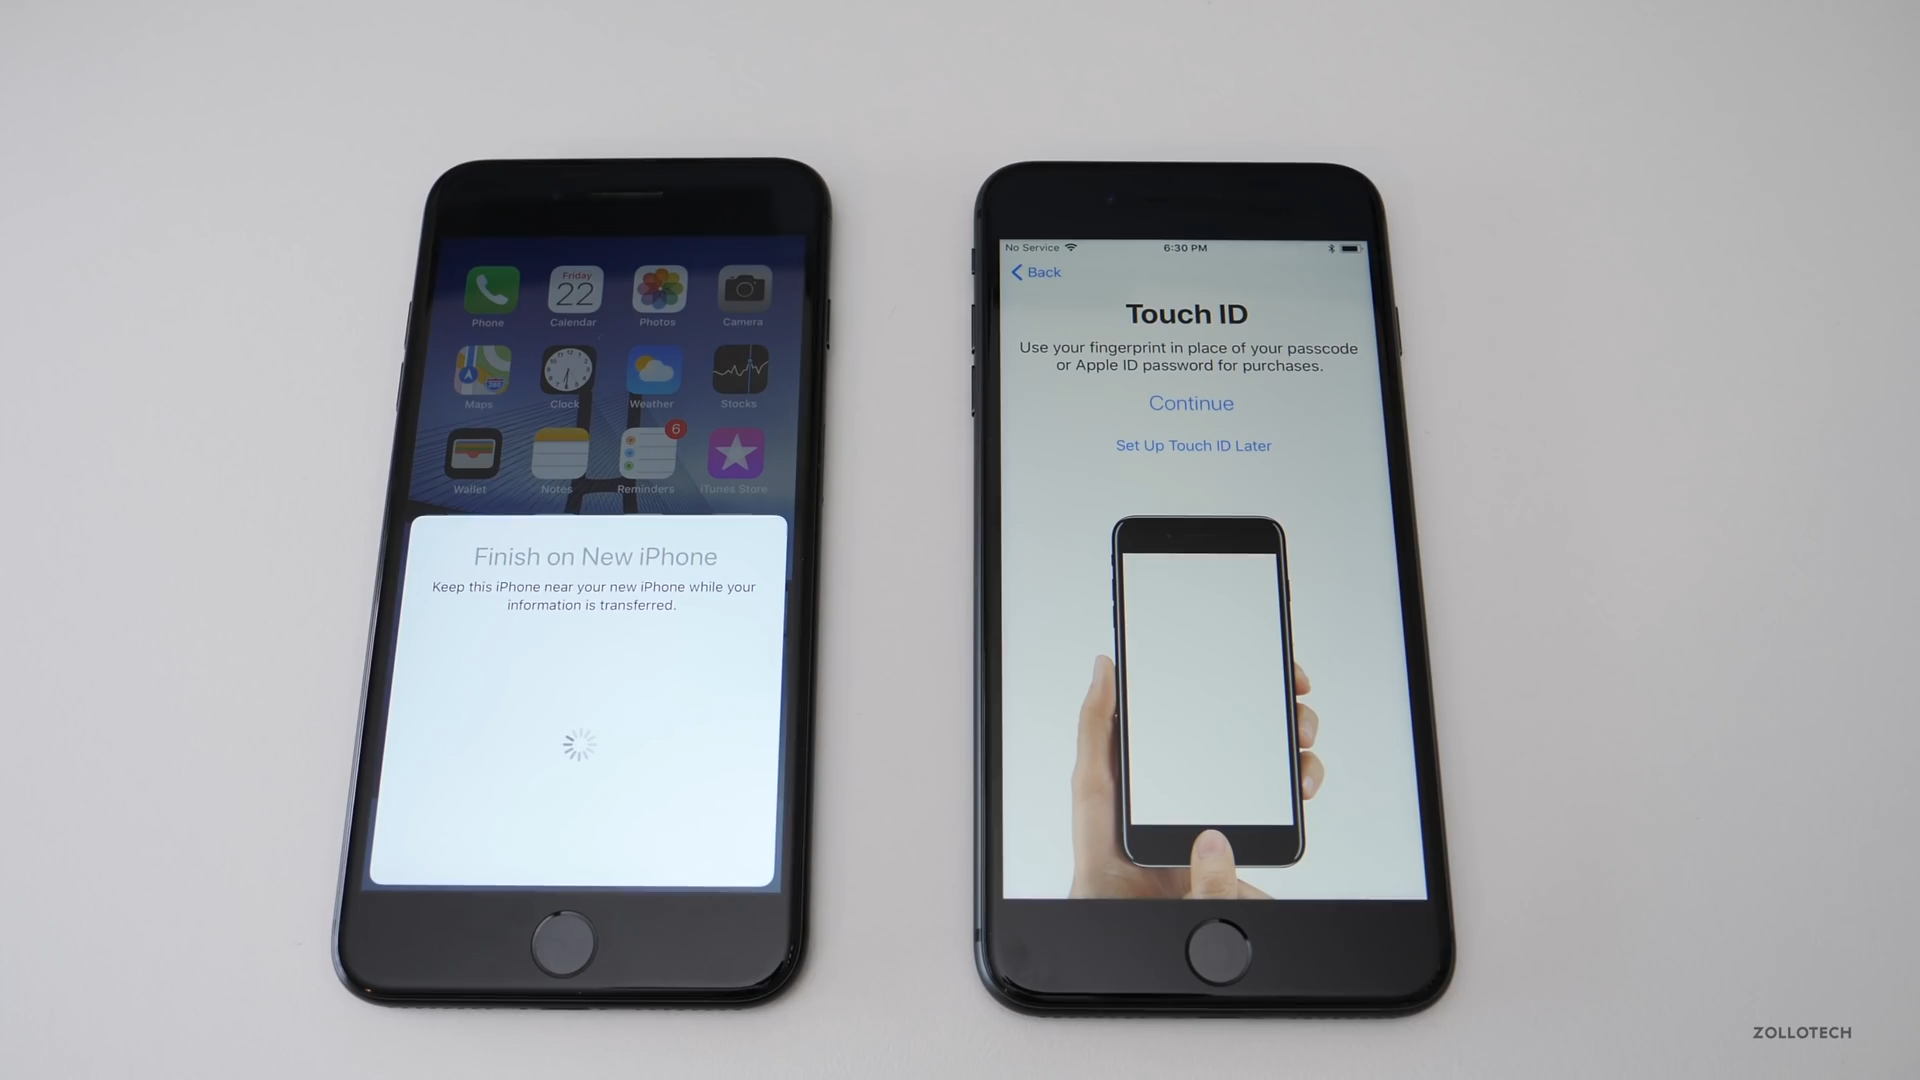 Friday
22
Phone
Calendar
Photos
Camera
Maps
Clock
Weather
Stocks
6
Wallet
Notes
Reminders
iTunes Store
Finish on New iPhone
Keep this iPhone near your new iPhone while your
information is transferred.
No Service
6:30 PM
Back
Touch ID
Use your fingerprint in place of your passcode
or Apple ID password for purchases.
Continue
Set Up Touch ID Later
ZOLLOTECH